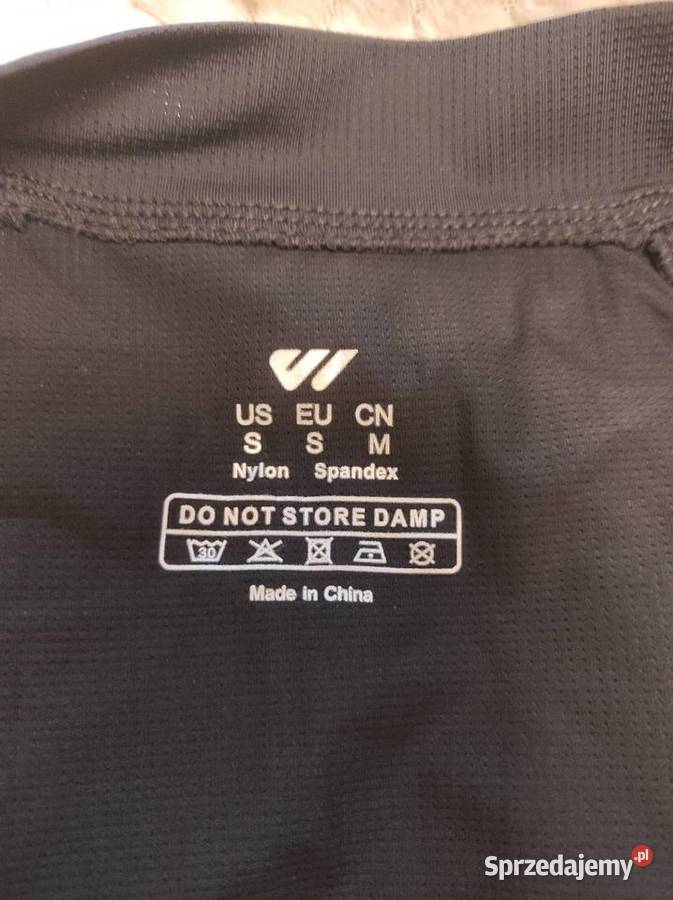 US EU CN
S S M
Nylon Spandex
DO NOT STORE DAMP
30
Made in China
Sprzedajemy.pl